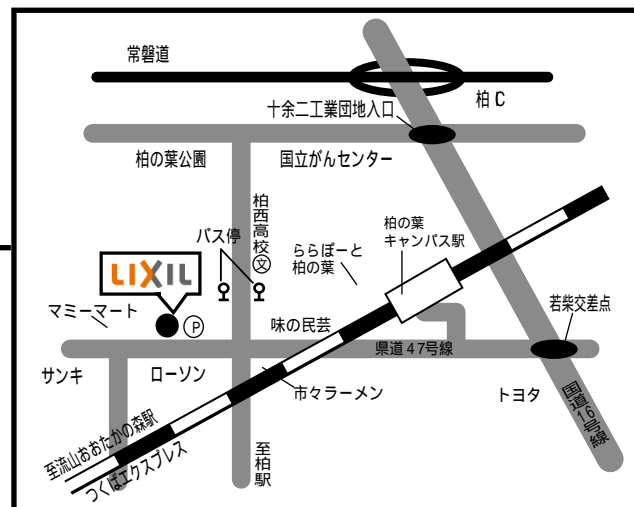 常磐道
柏C
十余二工業団地入口
柏の葉公園
国立がんセンター
柏西高校
文
バス停
ららぽーと
柏の葉
柏の葉
キャンパス駅
LIXIL
マミーマート
P
味の民芸
若柴交差点
県道47号線
サンキ
ローソン
市々ラーメン
トヨタ
国道16号線
至流山おおたかの森駅
つくばエクスプレス
至柏駅